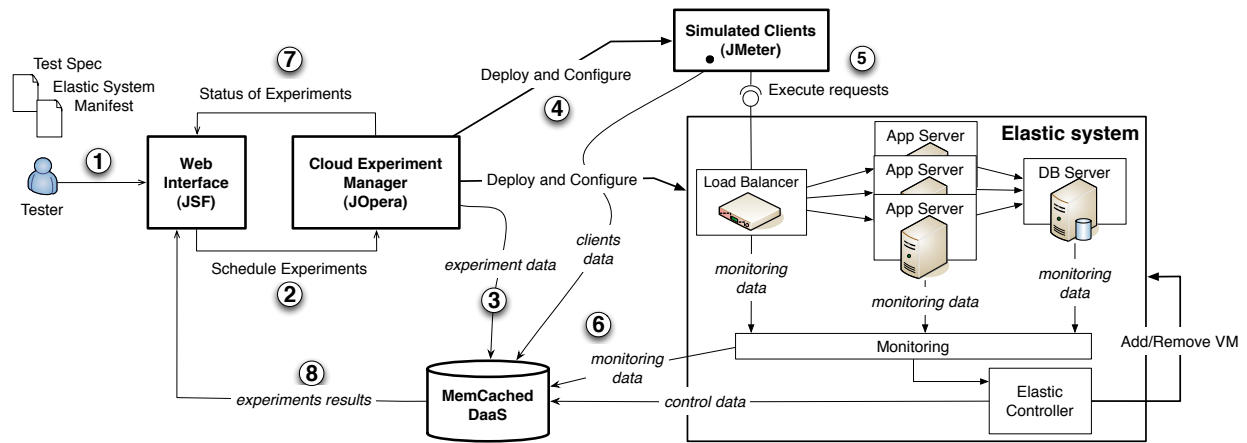 Test Spec
Elastic System
Manifest
7
Status of Experiments
1
Tester
Web
Interface
(JSF)
Cloud Experiment
Manager
(JOpera)
Schedule Experiments
2
Deploy and Configure
4
Deploy and Configure
Simulated Clients
(JMeter)
5
Execute requests
Elastic system
Load Balancer
App Server
App Server
App Server
DB Server
monitoring
data
monitoring data
monitoring
data
Monitoring
Elastic
Controller
Add/Remove VM
experiment data
3
clients
data
6
monitoring
data
control data
MemCached
DaaS
8
experiments results